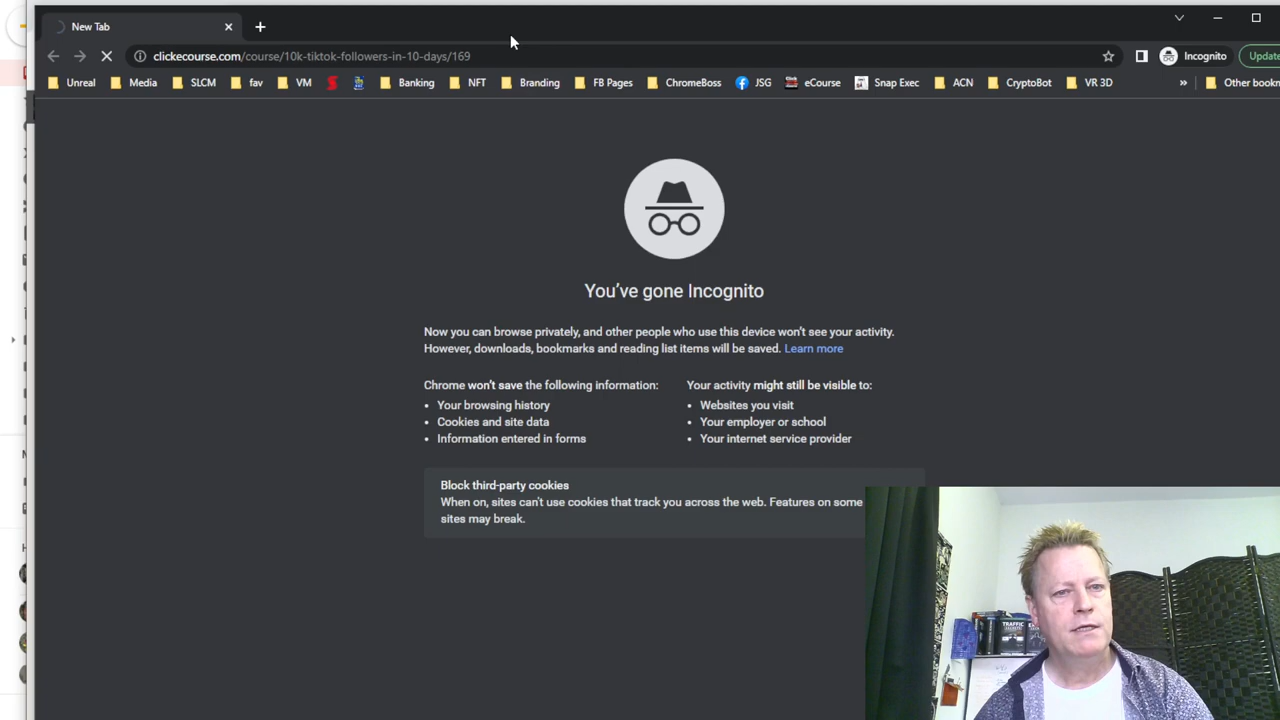 New Tab
clickecourse.com/course/10k-tiktok-followers-in-10-days/169
Incognito
Update
Unreal Media SLCM fav VM Banking NFT Branding FB Pages ChromeBoss JSG eCourse Snap Exec ACN CryptoBot VR 3D » Other bookm
You've gone Incognito
Now you can browse privately, and other people who use this device won't see your activity.
However, downloads, bookmarks and reading list items will be saved. Learn more
Chrome won't save the following information:
• Your browsing history
• Cookies and site data
• Information entered in forms
Your activity might still be visible to:
• Websites you visit
• Your employer or school
• Your internet service provider
Block third-party cookies
When on, sites can't use cookies that track you across the web. Features on some
sites may break.
TRAFFIC